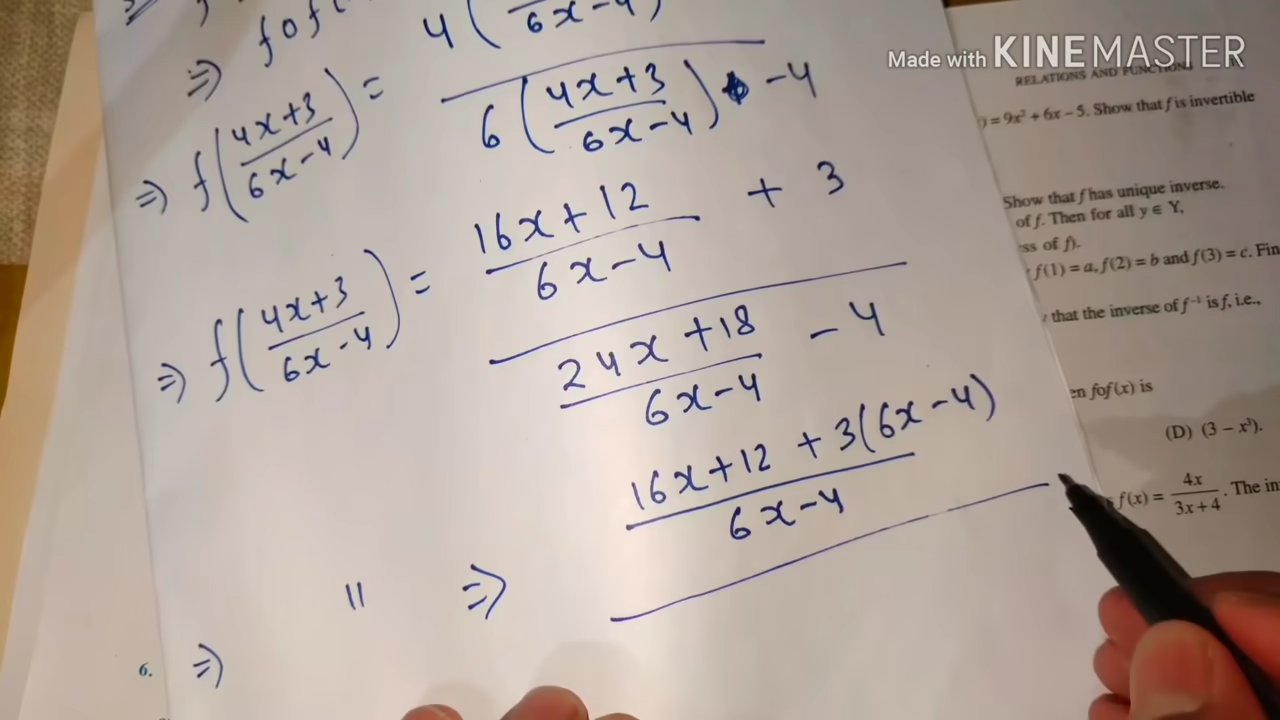 Made with KINEMASTER
⇒ fof(
4(
6x-4)
⇒ f(4x+3/6x-4) =
6(4x+3/6x-4) -4
⇒ f(4x+3/6x-4) =
16x+12/6x-4 + 3
24x+18/6x-4 - 4
" ⇒
16x+12 +3(6x-4)
6x-4
⇒
6.
RELATIONS AND FUNCTIONS
) = 9x² + 6x – 5. Show that f is invertible
Show that f has unique inverse.
of f. Then for all y ∈ Y,
ss of f).
f(1) = a, f(2) = b and f(3) = c. Fin
that the inverse of f⁻¹ is f, i.e.,
en fof(x) is
(D) (3 – x³).
f(x) = 4x/3x+4. The in